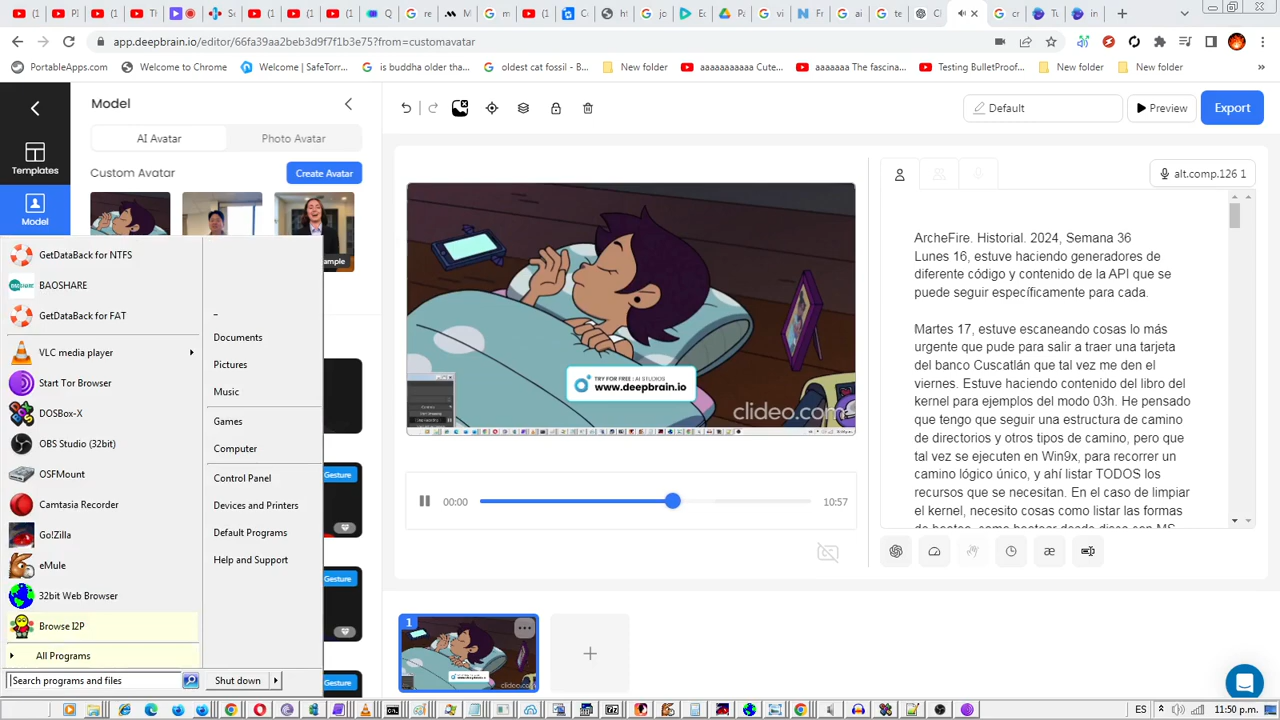 app.deepbrain.io/editor/66fa39aa2beb3d9f7f1b3e75?from=customavatar
PortableApps.com
Welcome to Chrome
Welcome | SafeTorr...
is buddha older tha...
oldest cat fossil - B...
New folder
aaaaaaaaaaa Cute...
aaaaaaa The fascina...
Testing BulletProof...
New folder
New folder
»
Model
Default
Preview
Export
AI Avatar
Photo Avatar
Templates
Custom Avatar
Create Avatar
alt.comp.126 1
Model
ArcheFire. Historial. 2024, Semana 36
Lunes 16, estuve haciendo generadores de
diferente código y contenido de la API que se
puede seguir específicamente para cada.
Martes 17, estuve escaneando cosas lo más
urgente que pude para salir a traer una tarjeta
del banco Cuscatlán que tal vez me den el
viernes. Estuve haciendo contenido del libro del
kernel para ejemplos del modo 03h. He pensado
que tengo que seguir una estructura de camino
de directorios y otros tipos de camino, pero que
tal vez se ejecuten en Win9x, para recorrer un
camino lógico único, y ahí listar TODOS los
recursos que se necesitan. En el caso de limpiar
el kernel, necesito cosas como listar las formas
TRY FOR FREE : AI STUDIOS
www.deepbrain.io
clideo.com
00:00
10:57
Gesture
Gesture
Gesture
GetDataBack for NTFS
BAOSHARE
GetDataBack for FAT
VLC media player
Start Tor Browser
DOSBox-X
OBS Studio (32bit)
OSFMount
Camtasia Recorder
Go!Zilla
eMule
32bit Web Browser
Browse I2P
All Programs
Search programs and files
Documents
Pictures
Music
Games
Computer
Control Panel
Devices and Printers
Default Programs
Help and Support
Shut down
1
clideo.com
ES
11:50 p.m.